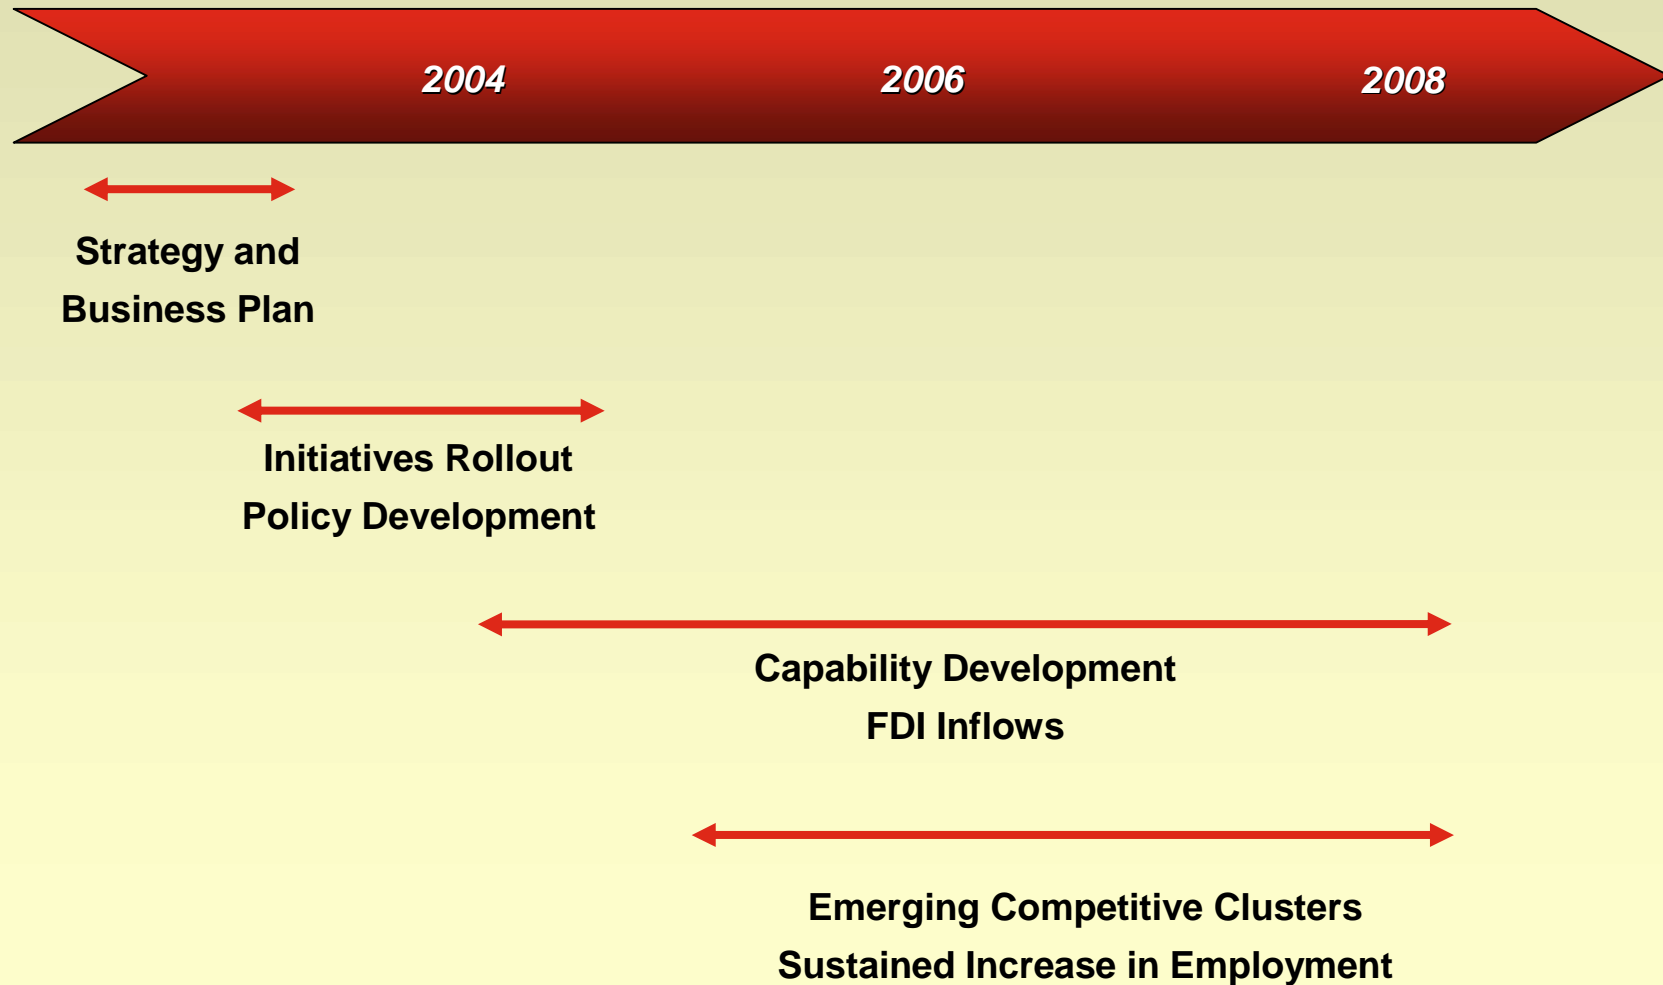 2004 2006 2008
Strategy and
Business Plan
Initiatives Rollout
Policy Development
Capability Development
FDI Inflows
Emerging Competitive Clusters
Sustained Increase in Employment